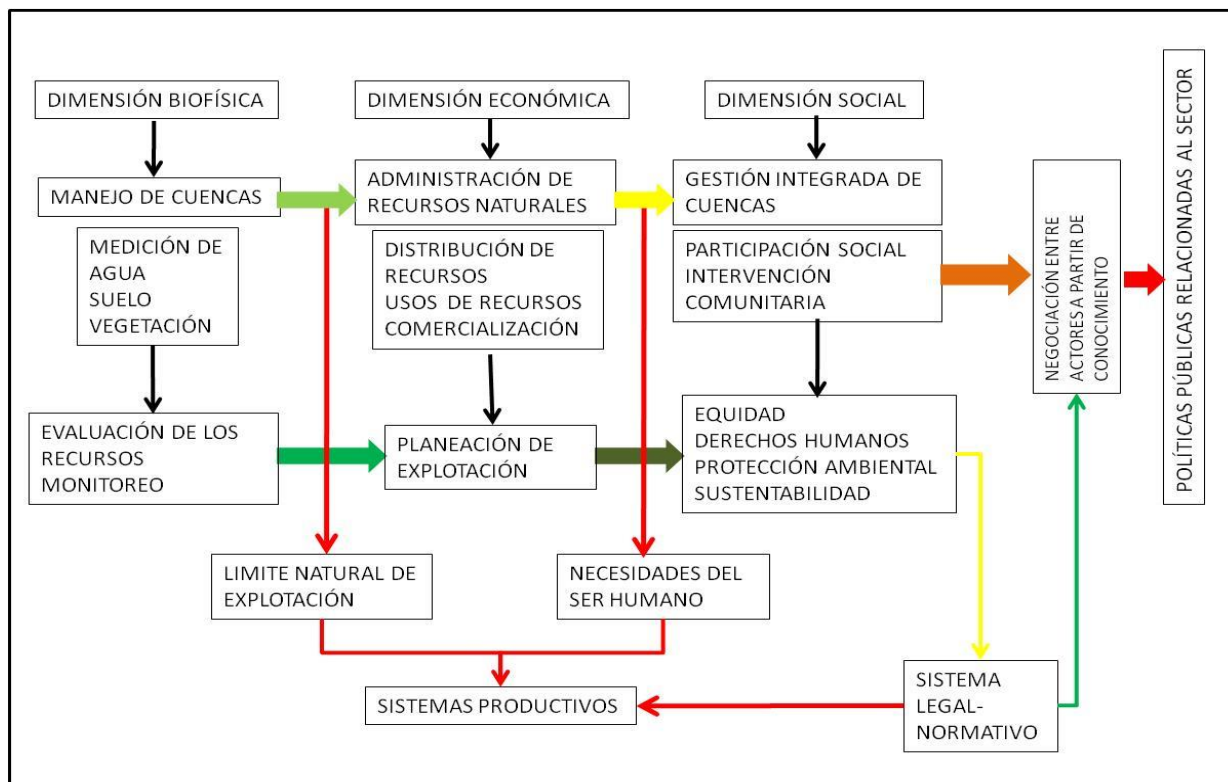 DIMENSIÓN BIOFÍSICA
DIMENSIÓN ECONÓMICA
DIMENSIÓN SOCIAL
MANEJO DE CUENCAS
ADMINISTRACIÓN DE
RECURSOS NATURALES
GESTIÓN INTEGRADA DE
CUENCAS
MEDICIÓN DE
AGUA
SUELO
VEGETACIÓN
DISTRIBUCIÓN DE
RECURSOS
USOS DE RECURSOS
COMERCIALIZACIÓN
PARTICIPACIÓN SOCIAL
INTERVENCIÓN
COMUNITARIA
NEGOCIACIÓN ENTRE
ACTORES A PARTIR DE
CONOCIMIENTO
POLÍTICAS PÚBLICAS RELACIONADAS AL SECTOR
EVALUACIÓN DE LOS
RECURSOS
MONITOREO
PLANEACIÓN DE
EXPLOTACIÓN
EQUIDAD
DERECHOS HUMANOS
PROTECCIÓN AMBIENTAL
SUSTENTABILIDAD
LIMITE NATURAL DE
EXPLOTACIÓN
NECESIDADES DEL
SER HUMANO
SISTEMAS PRODUCTIVOS
SISTEMA
LEGAL-
NORMATIVO